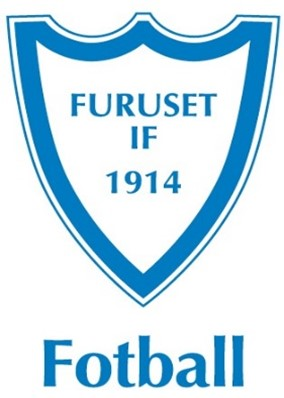 FURUSET
IF
1914
Fotball